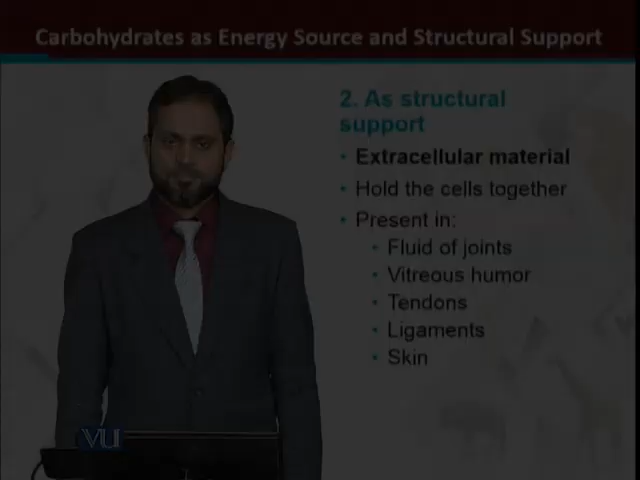 Carbohydrates as Energy Source and Structural Support
2. As structural
support
• Extracellular material
• Hold the cells together
• Present in:
• Fluid of joints
• Vitreous humor
• Tendons
• Ligaments
• Skin
VU